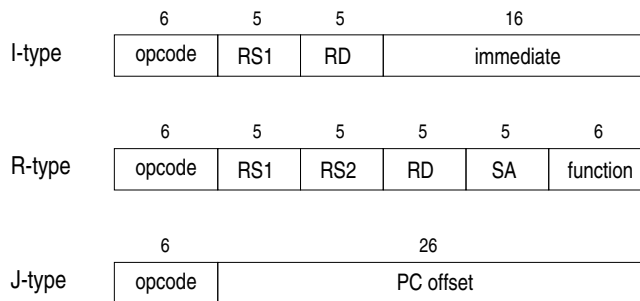 6 5 5 16
I-type opcode RS1 RD immediate
6 5 5 5 5 6
R-type opcode RS1 RS2 RD SA function
6 26
J-type opcode PC offset